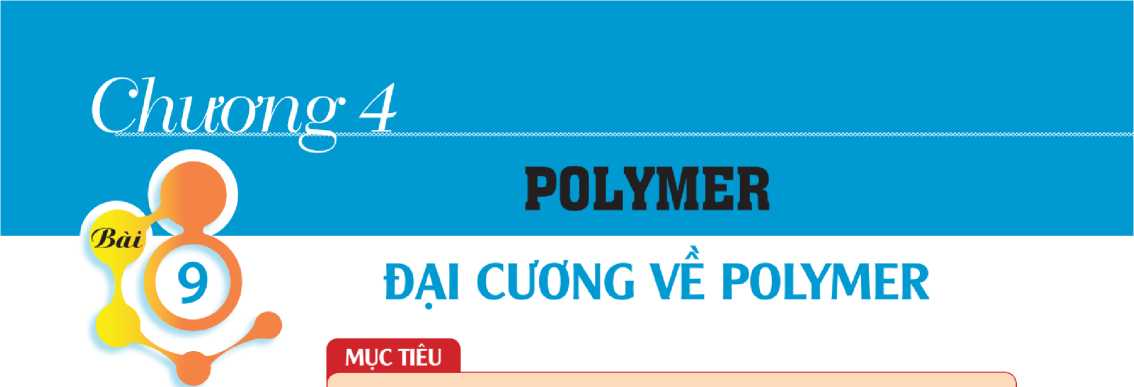 Chương 4
POLYMER
Bài
9
ĐẠI CƯƠNG VỀ POLYMER
MỤC TIÊU